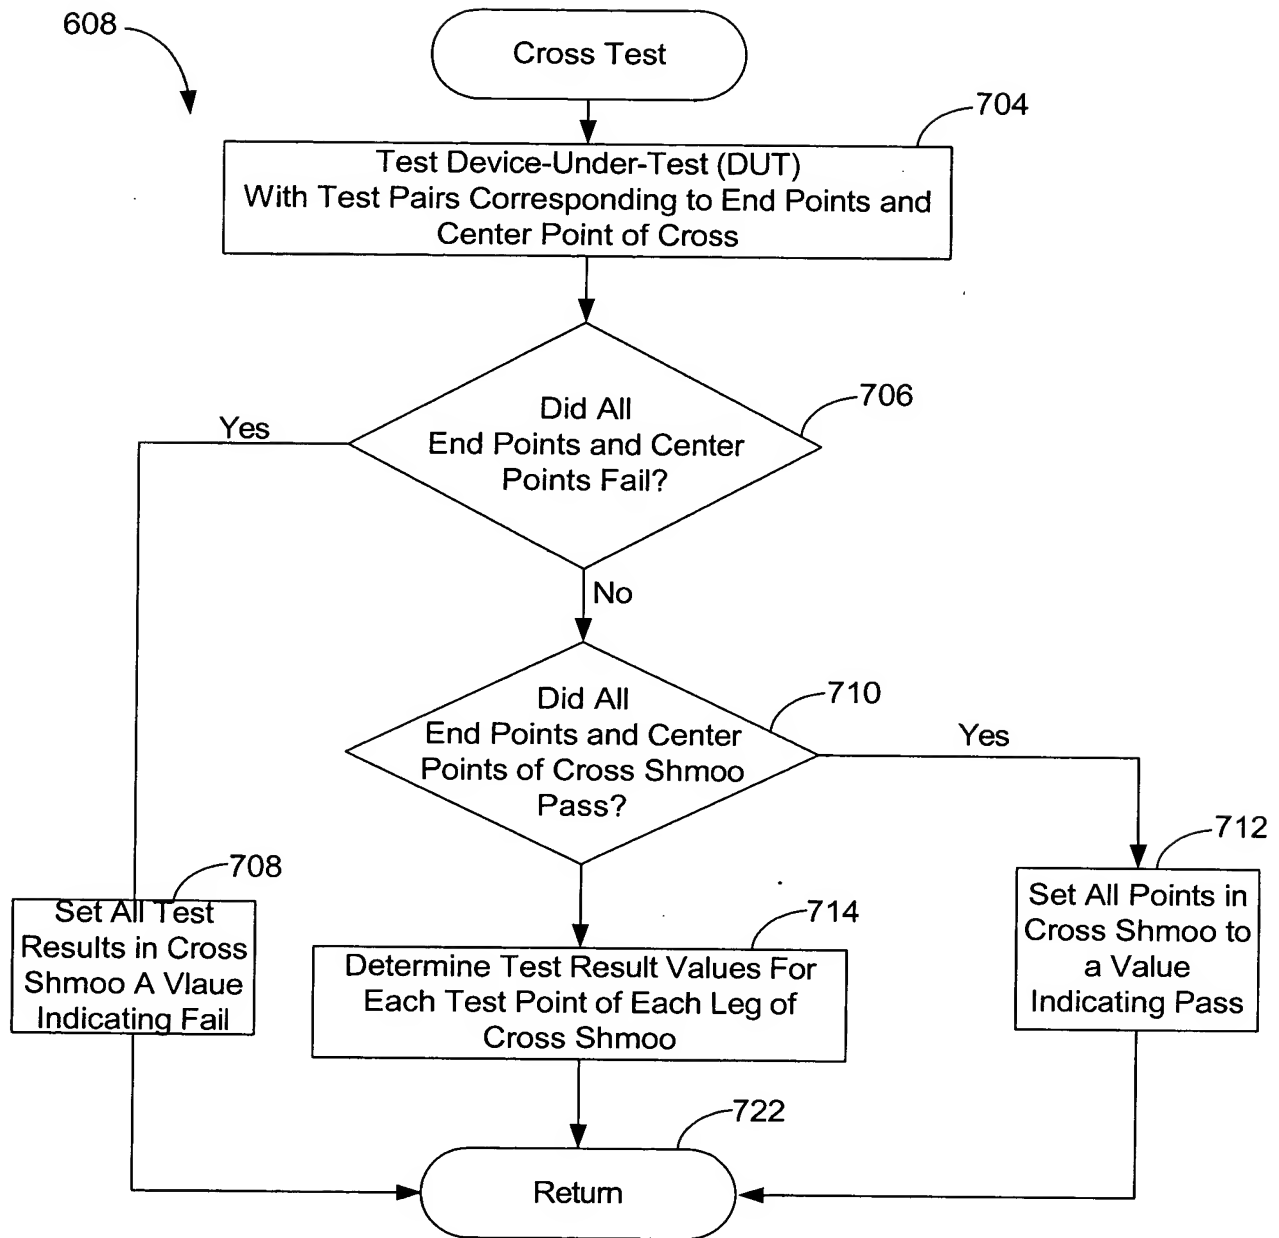 608
Cross Test
704
Test Device-Under-Test (DUT)
With Test Pairs Corresponding to End Points and
Center Point of Cross
706
Did All
End Points and Center
Points Fail?
Yes
No
710
Did All
End Points and Center
Points of Cross Shmoo
Pass?
Yes
708
Set All Test
Results in Cross
Shmoo A Vlaue
Indicating Fail
714
Determine Test Result Values For
Each Test Point of Each Leg of
Cross Shmoo
712
Set All Points in
Cross Shmoo to
a Value
Indicating Pass
722
Return